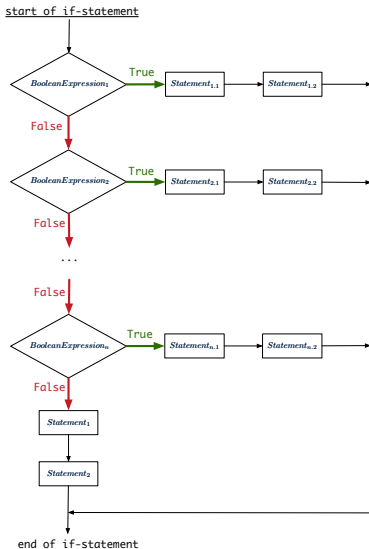 start of if-statement
True
BooleanExpression₁ Statement₁.₁ Statement₁.₂
False
True
BooleanExpression₂ Statement₂.₁ Statement₂.₂
False
...
False
True
BooleanExpressionₙ Statementₙ.₁ Statementₙ.₂
False
Statement₁
Statement₂
end of if-statement